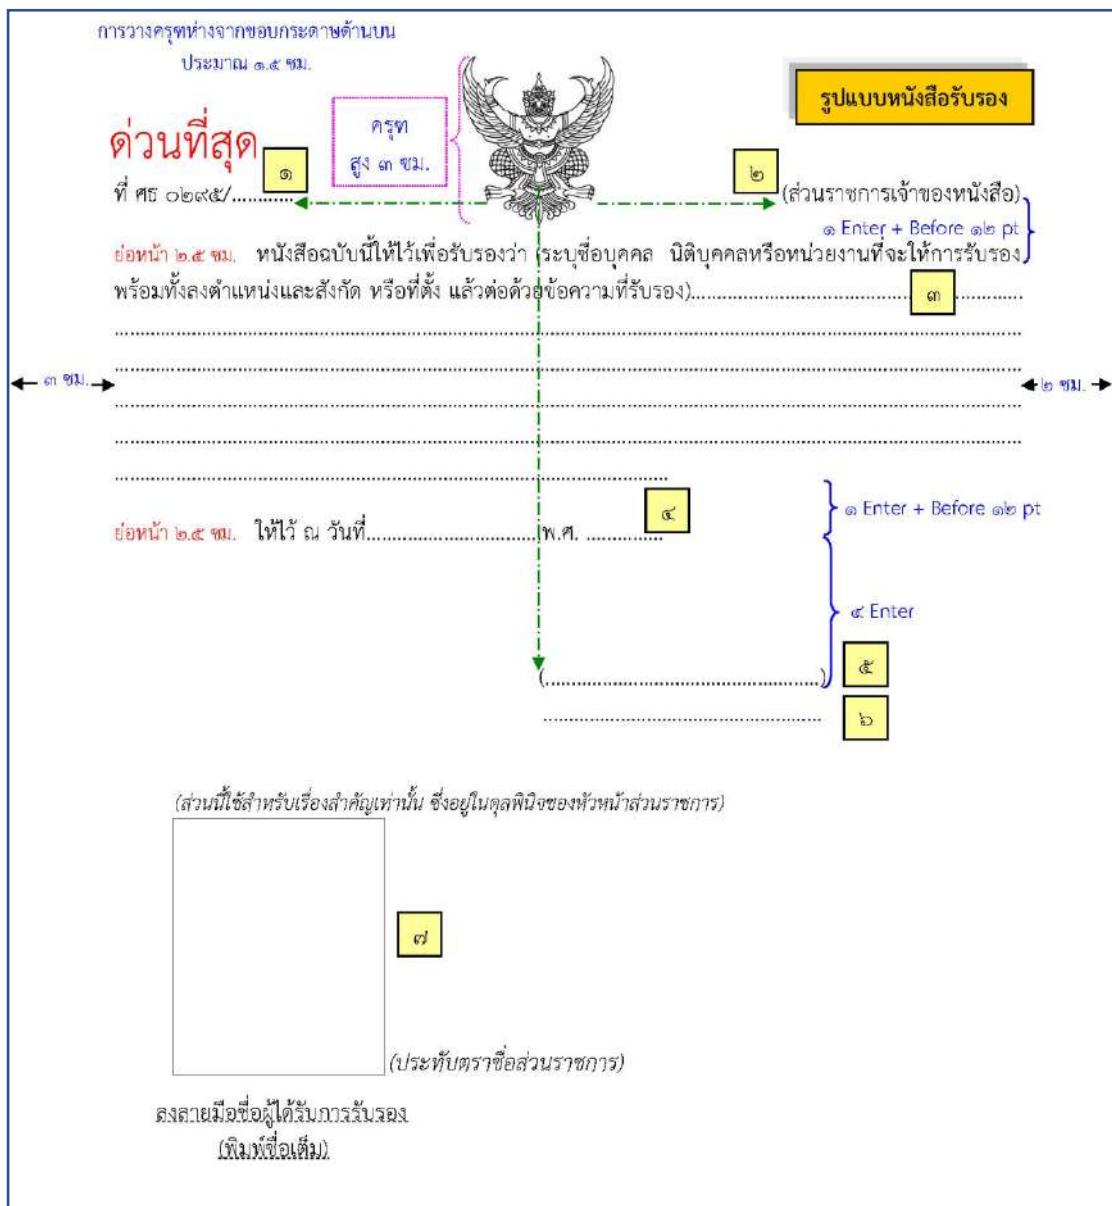 การวางครุฑห่างจากขอบกระดาษด้านบน
ประมาณ ๑.๕ ซม.
รูปแบบหนังสือรับรอง
ครุฑ
สูง ๓ ซม.
ด่วนที่สุด
๑
๒
ที่ ศธ ๐๒๙๕/............
(ส่วนราชการเจ้าของหนังสือ)
๑ Enter + Before ๑๒ pt
ย่อหน้า ๒.๕ ซม. หนังสือฉบับนี้ให้ไว้เพื่อรับรองว่า (ระบุชื่อบุคคล นิติบุคคลหรือหน่วยงานที่จะให้การรับรอง
พร้อมทั้งลงตำแหน่งและสังกัด หรือที่ตั้ง แล้วต่อด้วยข้อความที่รับรอง)............................................ ๓ ............
๓ ซม.
๒ ซม.
๔
๑ Enter + Before ๑๒ pt
ย่อหน้า ๒.๕ ซม. ให้ไว้ ณ วันที่..................................พ.ศ. ...............
๔ Enter
(......................................................) ๕
....................................................... ๖
(ส่วนนี้ใช้สำหรับเรื่องสำคัญเท่านั้น ซึ่งอยู่ในดุลพินิจของหัวหน้าส่วนราชการ)
๗
(ประทับตราชื่อส่วนราชการ)
ลงลายมือชื่อผู้ได้รับการรับรอง
(พิมพ์ชื่อเต็ม)